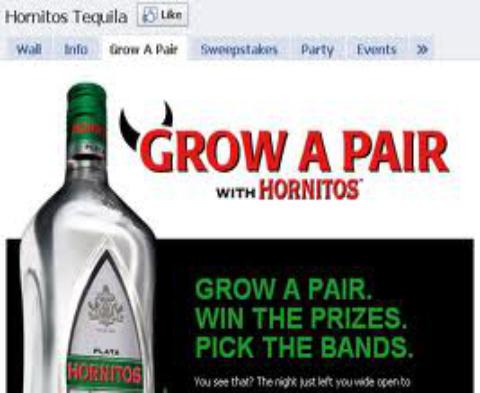 Hornitos Tequila Like
Wall Info Grow A Pair Sweepstakes Party Events »
GROW A PAIR
WITH HORNITOS
GROW A PAIR.
WIN THE PRIZES.
PICK THE BANDS.
PLATA
HORNITOS
You see that? The night just left you wide open to